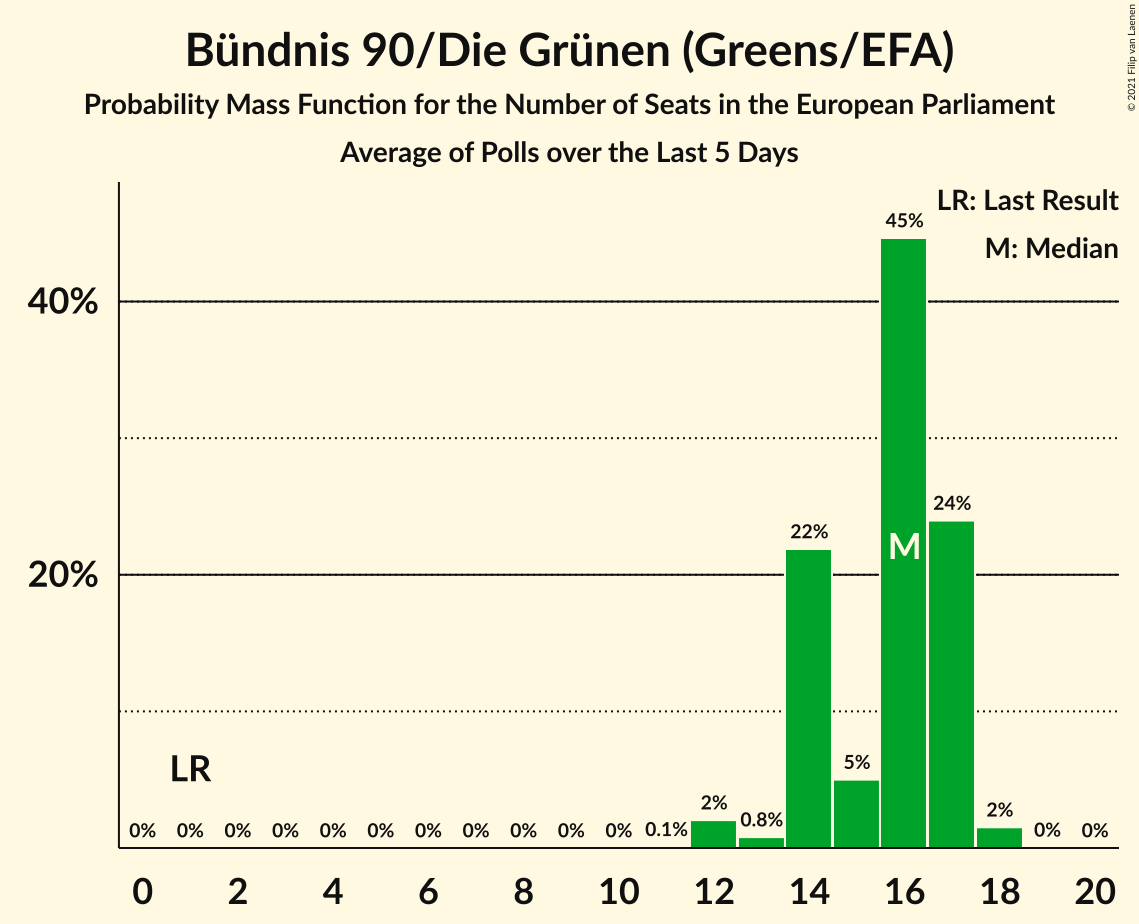 Bündnis 90/Die Grünen (Greens/EFA)
Probability Mass Function for the Number of Seats in the European Parliament
Average of Polls over the Last 5 Days
© 2021 Filip van Laenen
LR: Last Result
M: Median
45%
40%
24%
22%
M
20%
LR
5%
2%
0.8%
2%
0% 0% 0% 0% 0% 0% 0% 0% 0% 0% 0% 0.1% 0% 0%
0 2 4 6 8 10 12 14 16 18 20